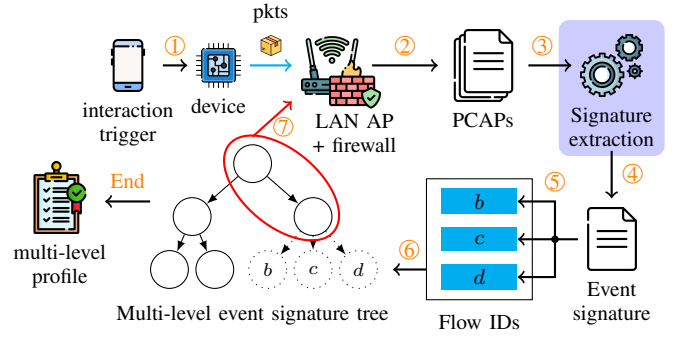 pkts
①
②
③
interaction
trigger
device
LAN AP
+ firewall
PCAPs
Signature
extraction
⑦
④
End
⑤
b
c
d
⑥
b
c
d
multi-level
profile
Multi-level event signature tree
Flow IDs
Event
signature